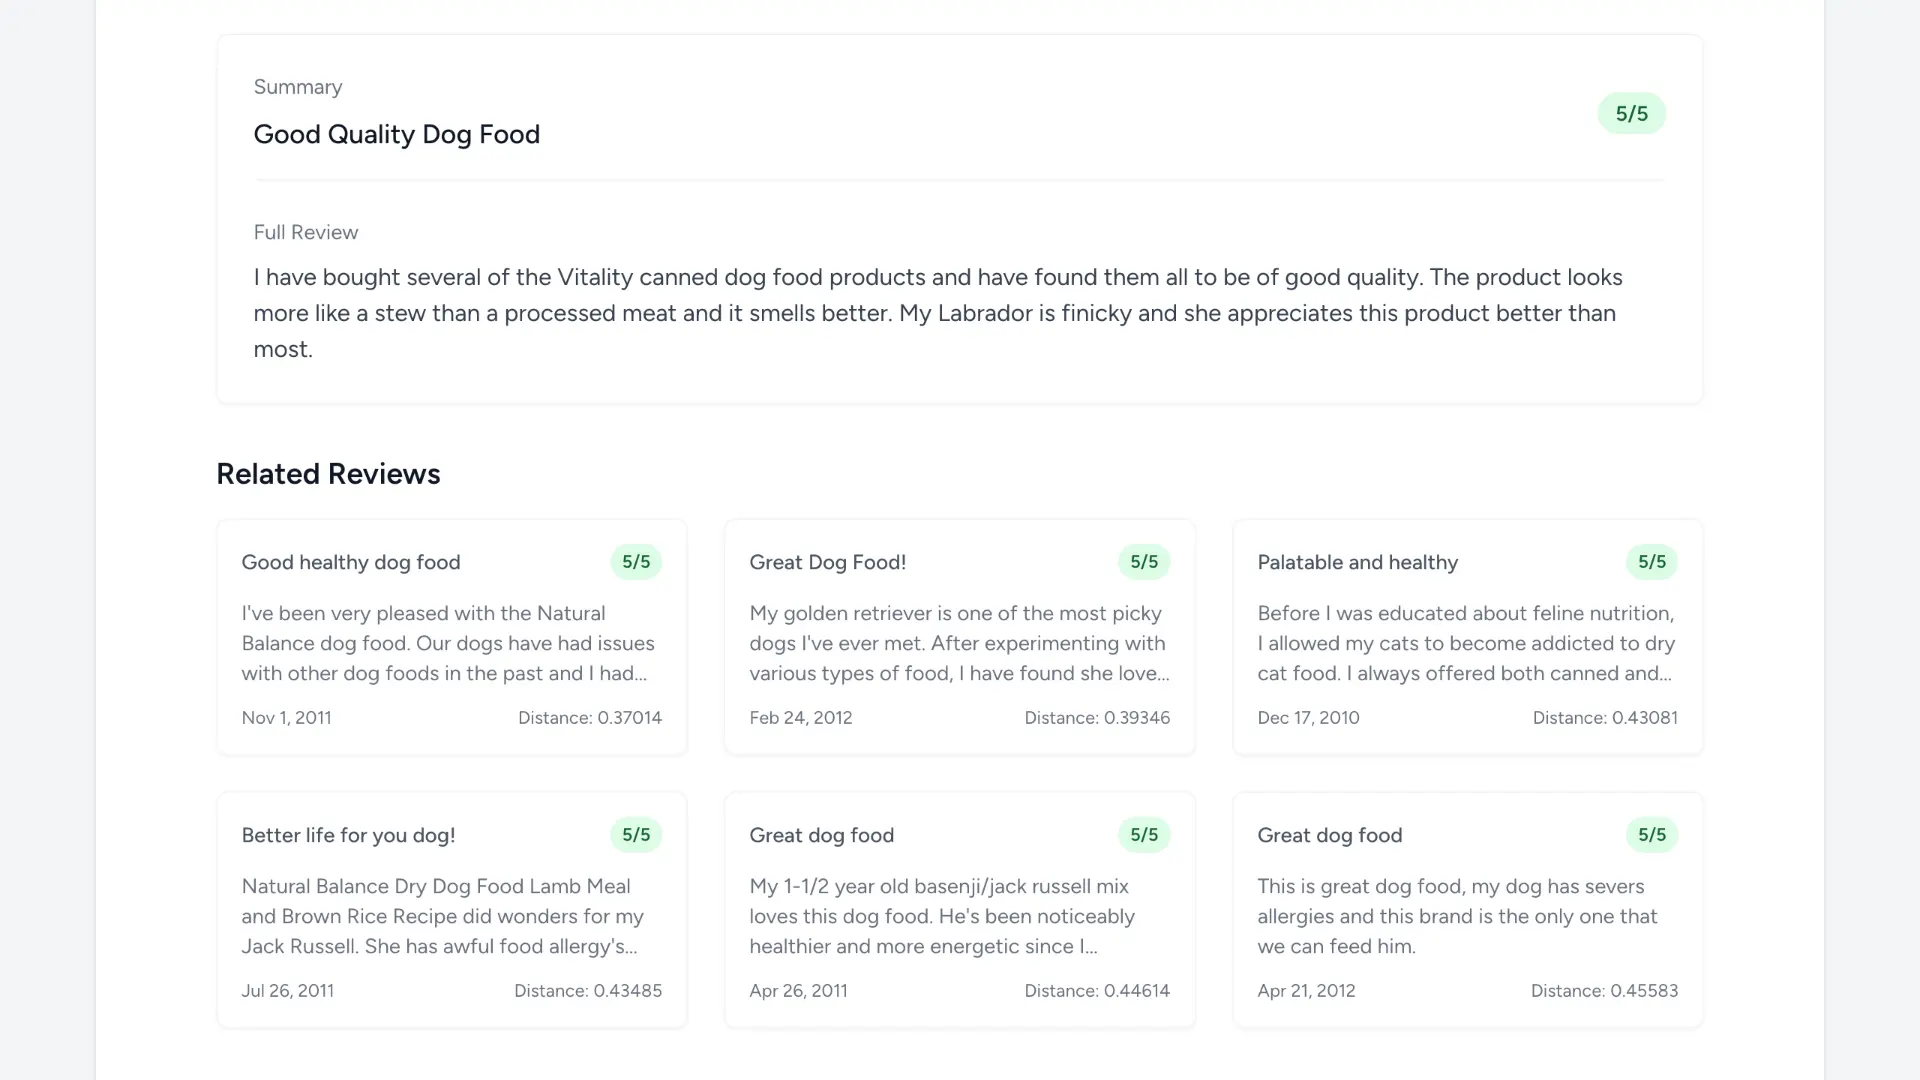 Summary
Good Quality Dog Food
5/5
Full Review
I have bought several of the Vitality canned dog food products and have found them all to be of good quality. The product looks
more like a stew than a processed meat and it smells better. My Labrador is finicky and she appreciates this product better than
most.
Related Reviews
Good healthy dog food
5/5
I've been very pleased with the Natural
Balance dog food. Our dogs have had issues
with other dog foods in the past and I had...
Nov 1, 2011
Distance: 0.37014
Great Dog Food!
5/5
My golden retriever is one of the most picky
dogs I've ever met. After experimenting with
various types of food, I have found she love...
Feb 24, 2012
Distance: 0.39346
Palatable and healthy
5/5
Before I was educated about feline nutrition,
I allowed my cats to become addicted to dry
cat food. I always offered both canned and...
Dec 17, 2010
Distance: 0.43081
Better life for you dog!
5/5
Natural Balance Dry Dog Food Lamb Meal
and Brown Rice Recipe did wonders for my
Jack Russell. She has awful food allergy's...
Jul 26, 2011
Distance: 0.43485
Great dog food
5/5
My 1-1/2 year old basenji/jack russell mix
loves this dog food. He's been noticeably
healthier and more energetic since I...
Apr 26, 2011
Distance: 0.44614
Great dog food
5/5
This is great dog food, my dog has severs
allergies and this brand is the only one that
we can feed him.
Apr 21, 2012
Distance: 0.45583